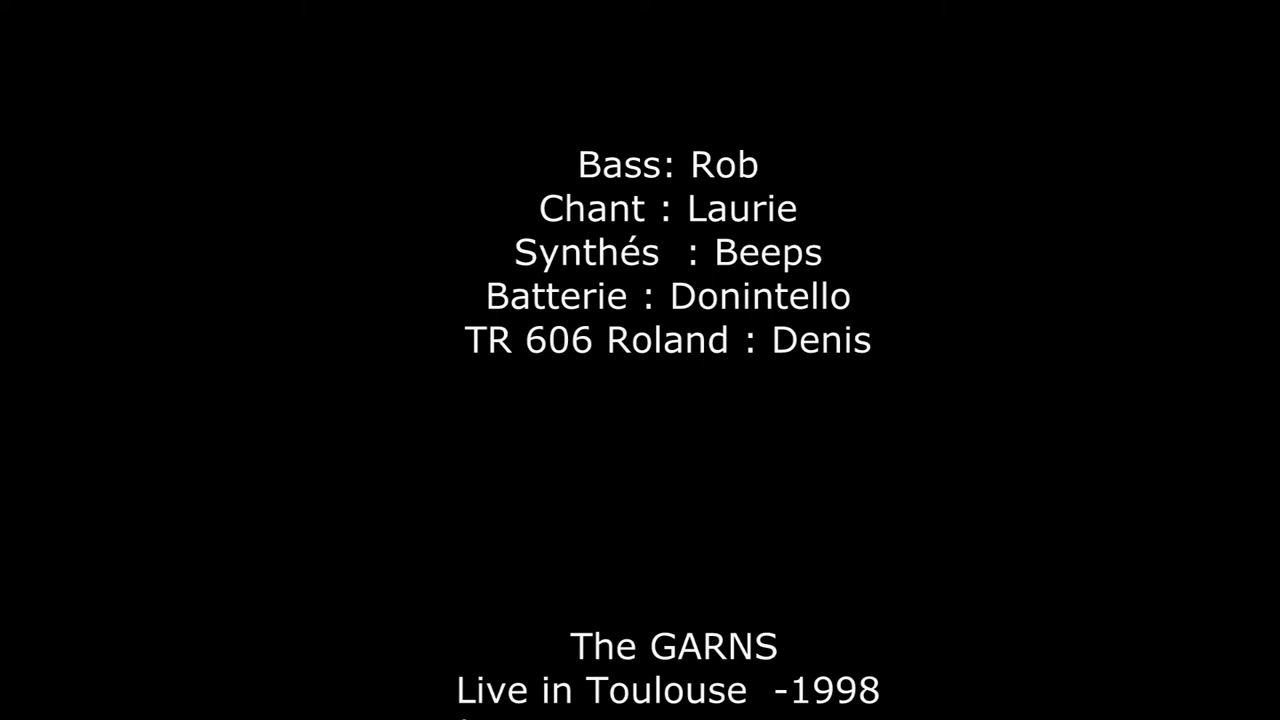 Bass: Rob
Chant : Laurie
Synthés  : Beeps
Batterie : Donintello
TR 606 Roland : Denis
The GARNS
Live in Toulouse  -1998